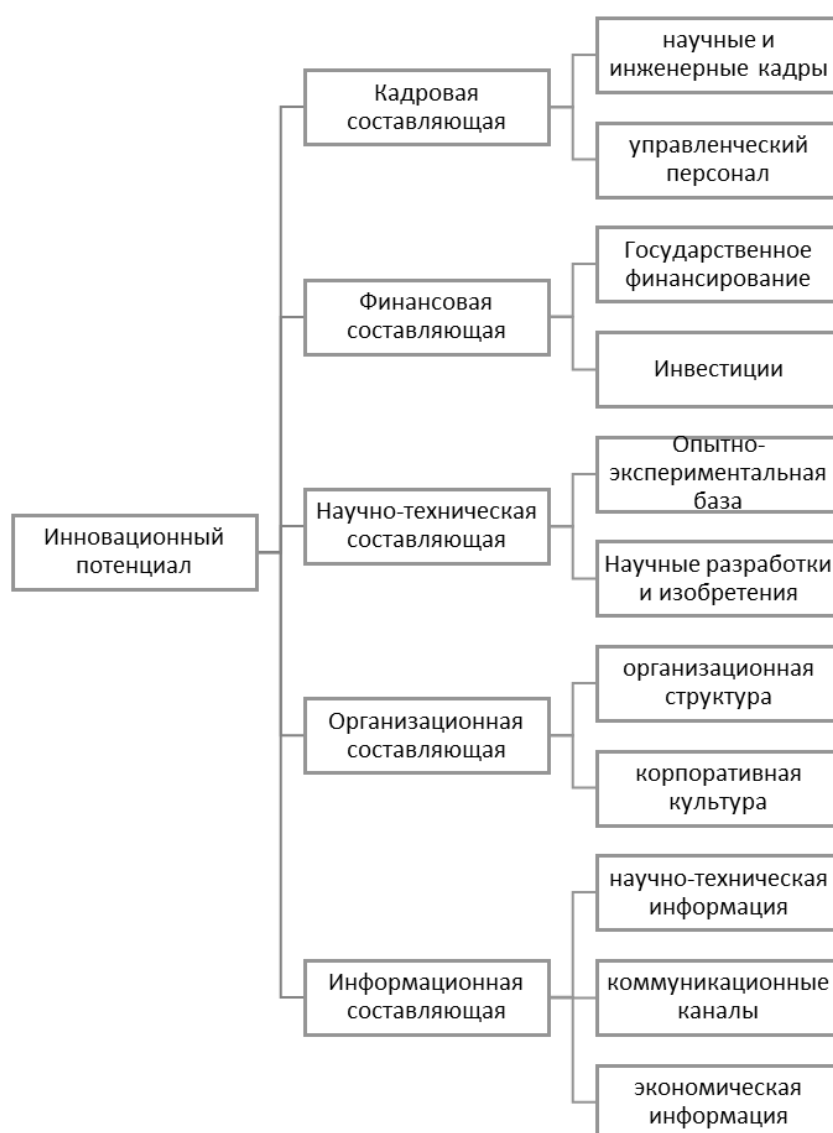 научные и
инженерные кадры
Кадровая
составляющая
управленческий
персонал
Государственное
финансирование
Финансовая
составляющая
Инвестиции
Опытно-
экспериментальная
база
Научно-техническая
составляющая
Инновационный
потенциал
Научные разработки
и изобретения
организационная
структура
Организационная
составляющая
корпоративная
культура
научно-техническая
информация
Информационная
составляющая
коммуникационные
каналы
экономическая
информация